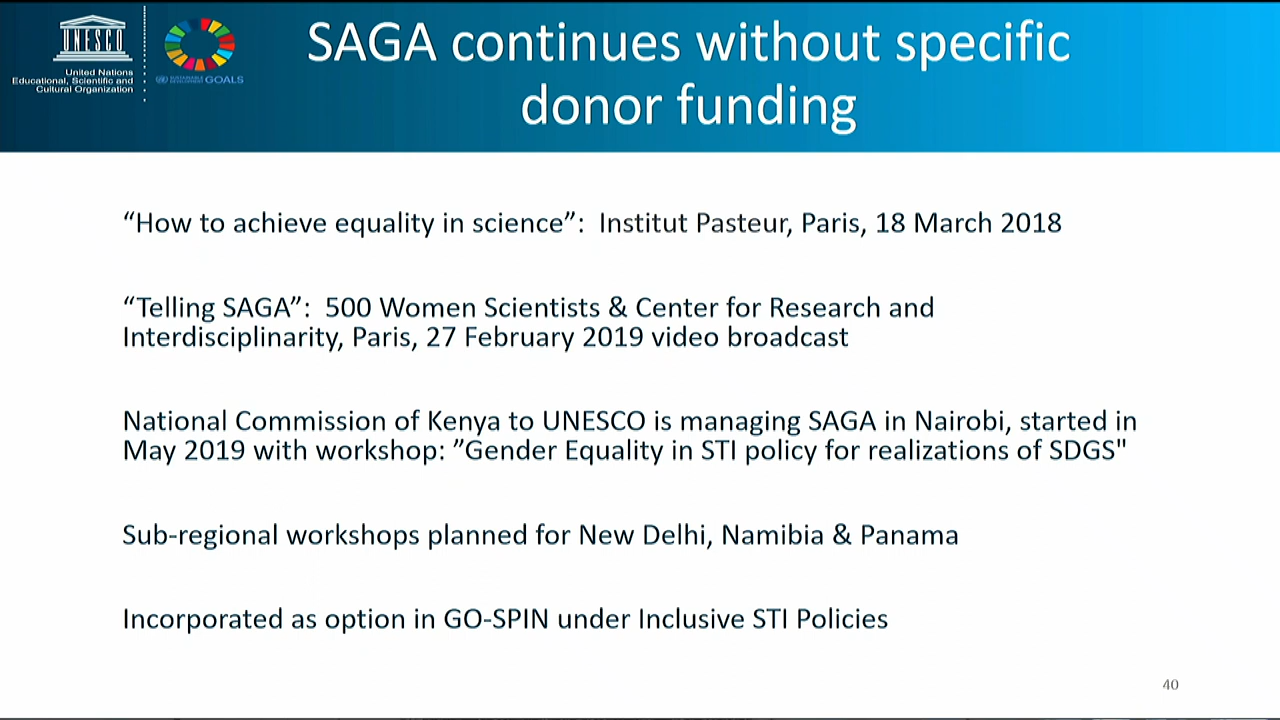 SAGA continues without specific
donor funding
UNESCO
United Nations
Educational, Scientific and
Cultural Organization
SUSTAINABLE DEVELOPMENT GOALS
“How to achieve equality in science”:  Institut Pasteur, Paris, 18 March 2018
“Telling SAGA”:  500 Women Scientists & Center for Research and
Interdisciplinarity, Paris, 27 February 2019 video broadcast
National Commission of Kenya to UNESCO is managing SAGA in Nairobi, started in
May 2019 with workshop: ”Gender Equality in STI policy for realizations of SDGS"
Sub-regional workshops planned for New Delhi, Namibia & Panama
Incorporated as option in GO-SPIN under Inclusive STI Policies
40